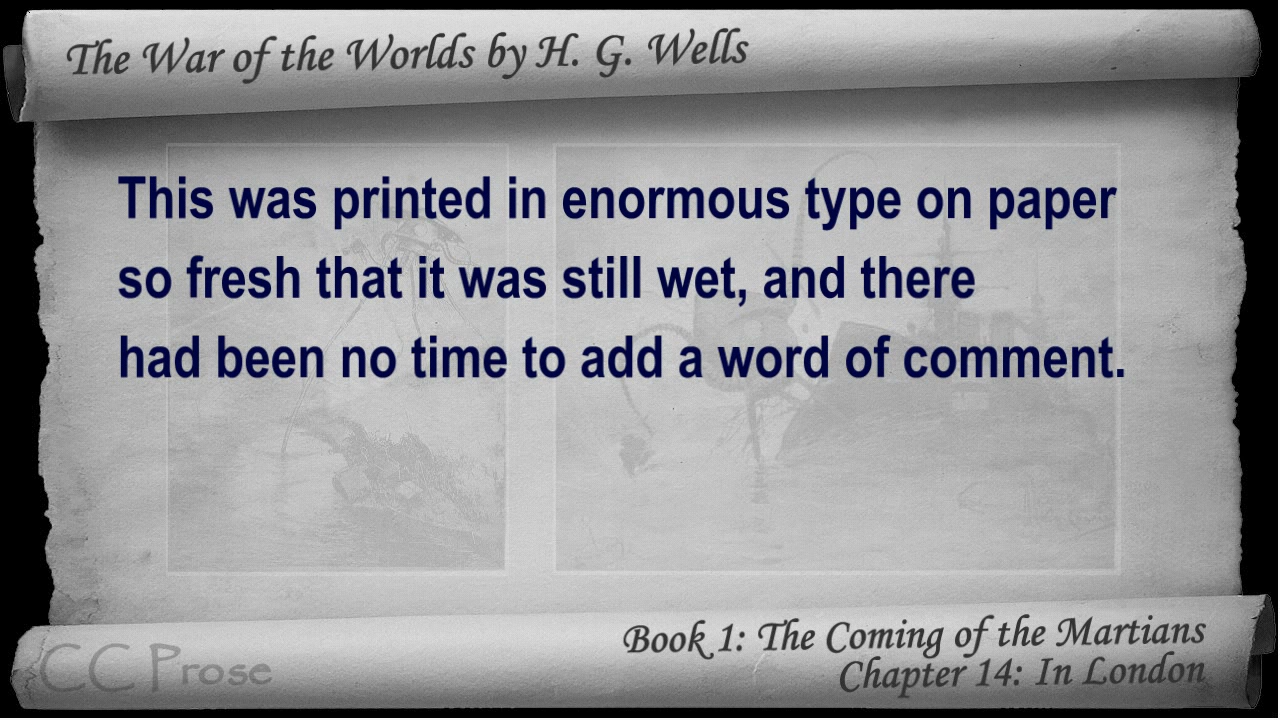 The War of the Worlds by H. G. Wells
This was printed in enormous type on paper
so fresh that it was still wet, and there
had been no time to add a word of comment.
Book 1: The Coming of the Martians
Chapter 14: In London
CC Prose